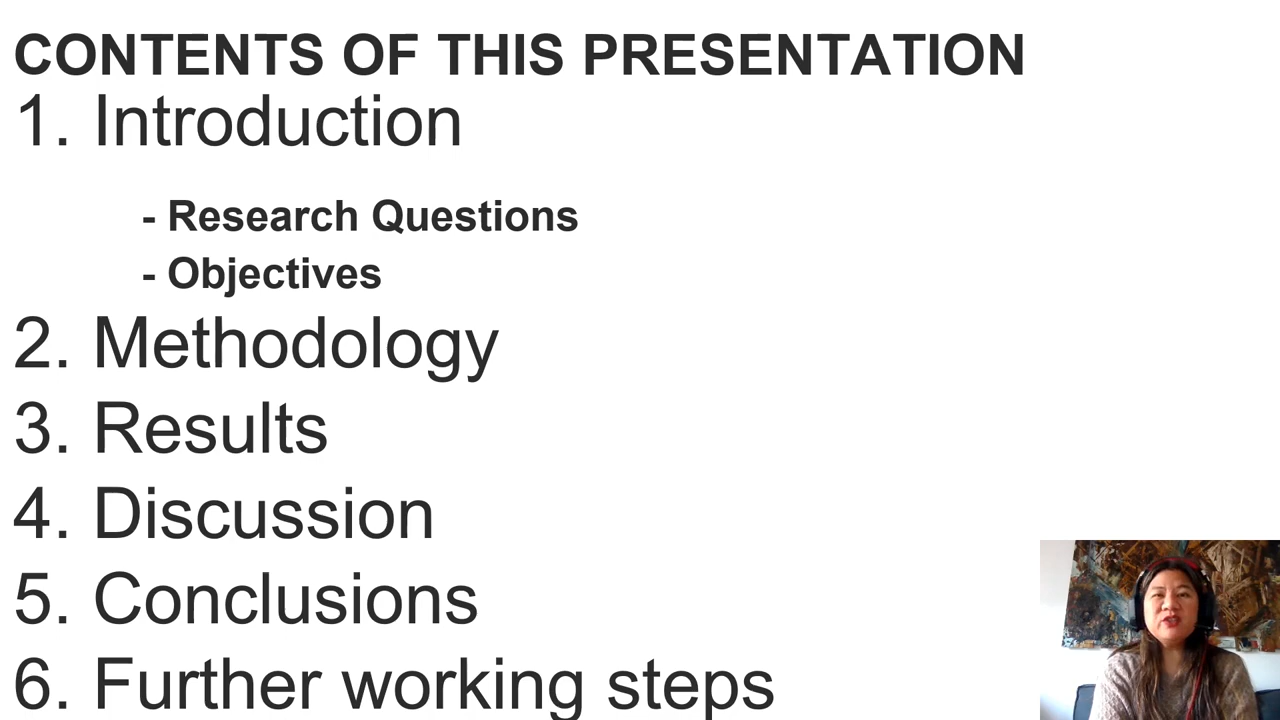 CONTENTS OF THIS PRESENTATION
1. Introduction
- Research Questions
- Objectives
2. Methodology
3. Results
4. Discussion
5. Conclusions
6. Further working steps